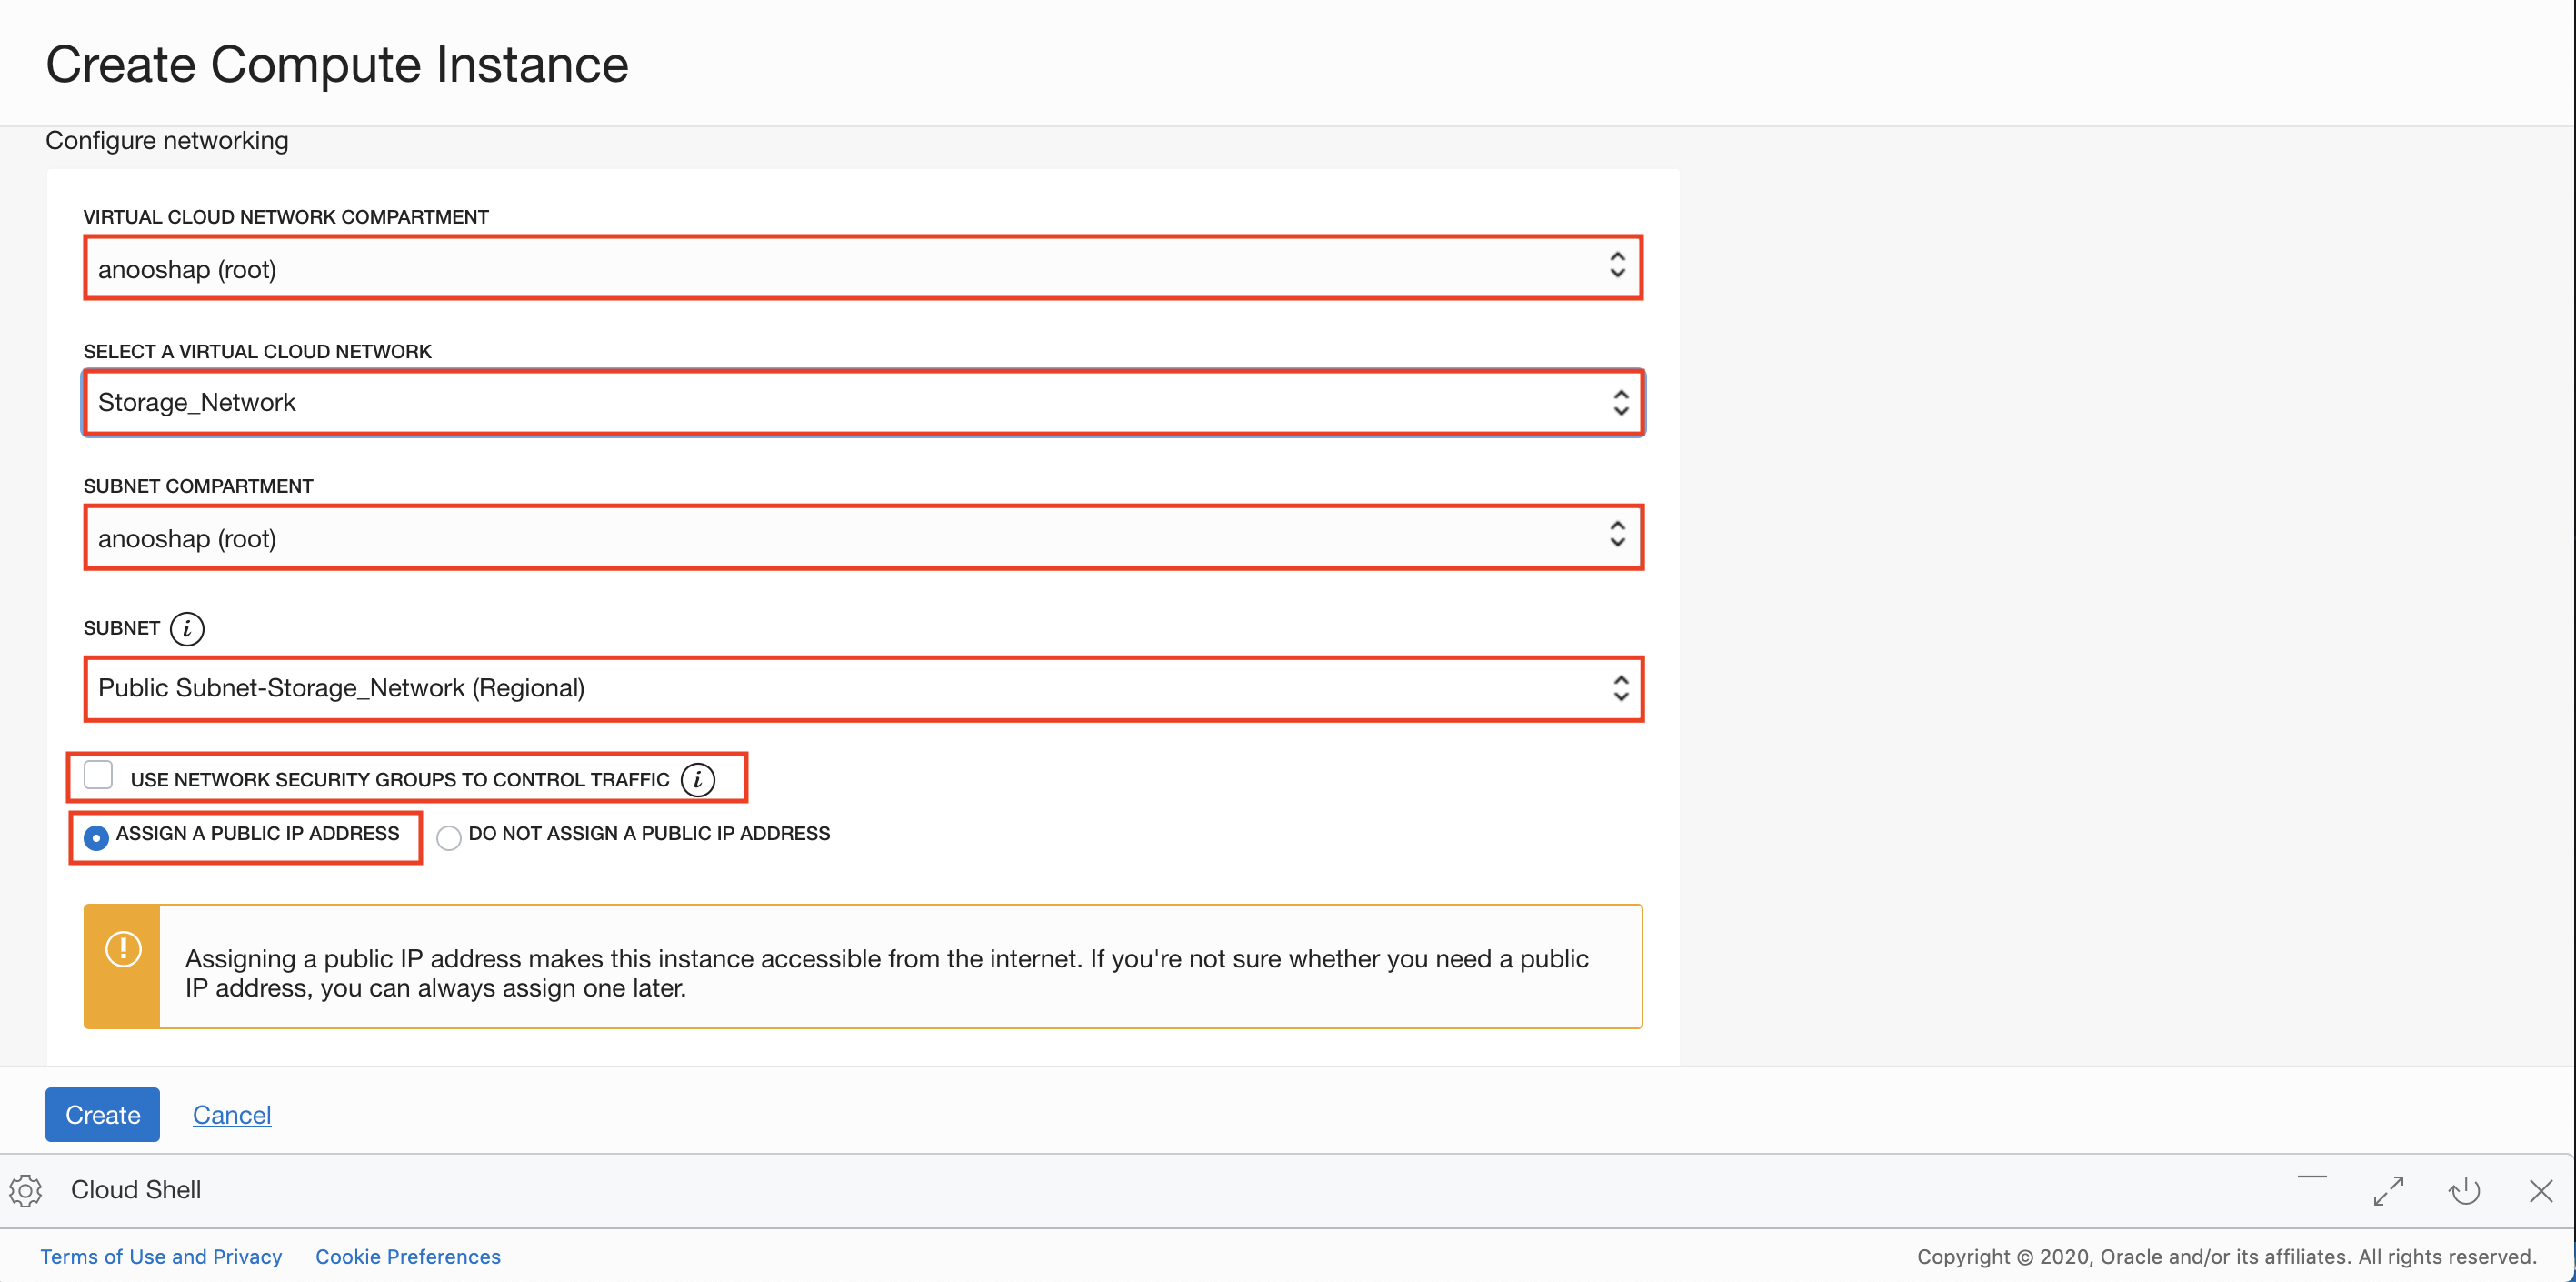 Create Compute Instance
Configure networking
VIRTUAL CLOUD NETWORK COMPARTMENT
anooshap (root)
SELECT A VIRTUAL CLOUD NETWORK
Storage_Network
SUBNET COMPARTMENT
anooshap (root)
SUBNET i
Public Subnet-Storage_Network (Regional)
USE NETWORK SECURITY GROUPS TO CONTROL TRAFFIC i
ASSIGN A PUBLIC IP ADDRESS DO NOT ASSIGN A PUBLIC IP ADDRESS
Assigning a public IP address makes this instance accessible from the internet. If you're not sure whether you need a public
IP address, you can always assign one later.
Create Cancel
Cloud Shell
Terms of Use and Privacy Cookie Preferences Copyright © 2020, Oracle and/or its affiliates. All rights reserved.